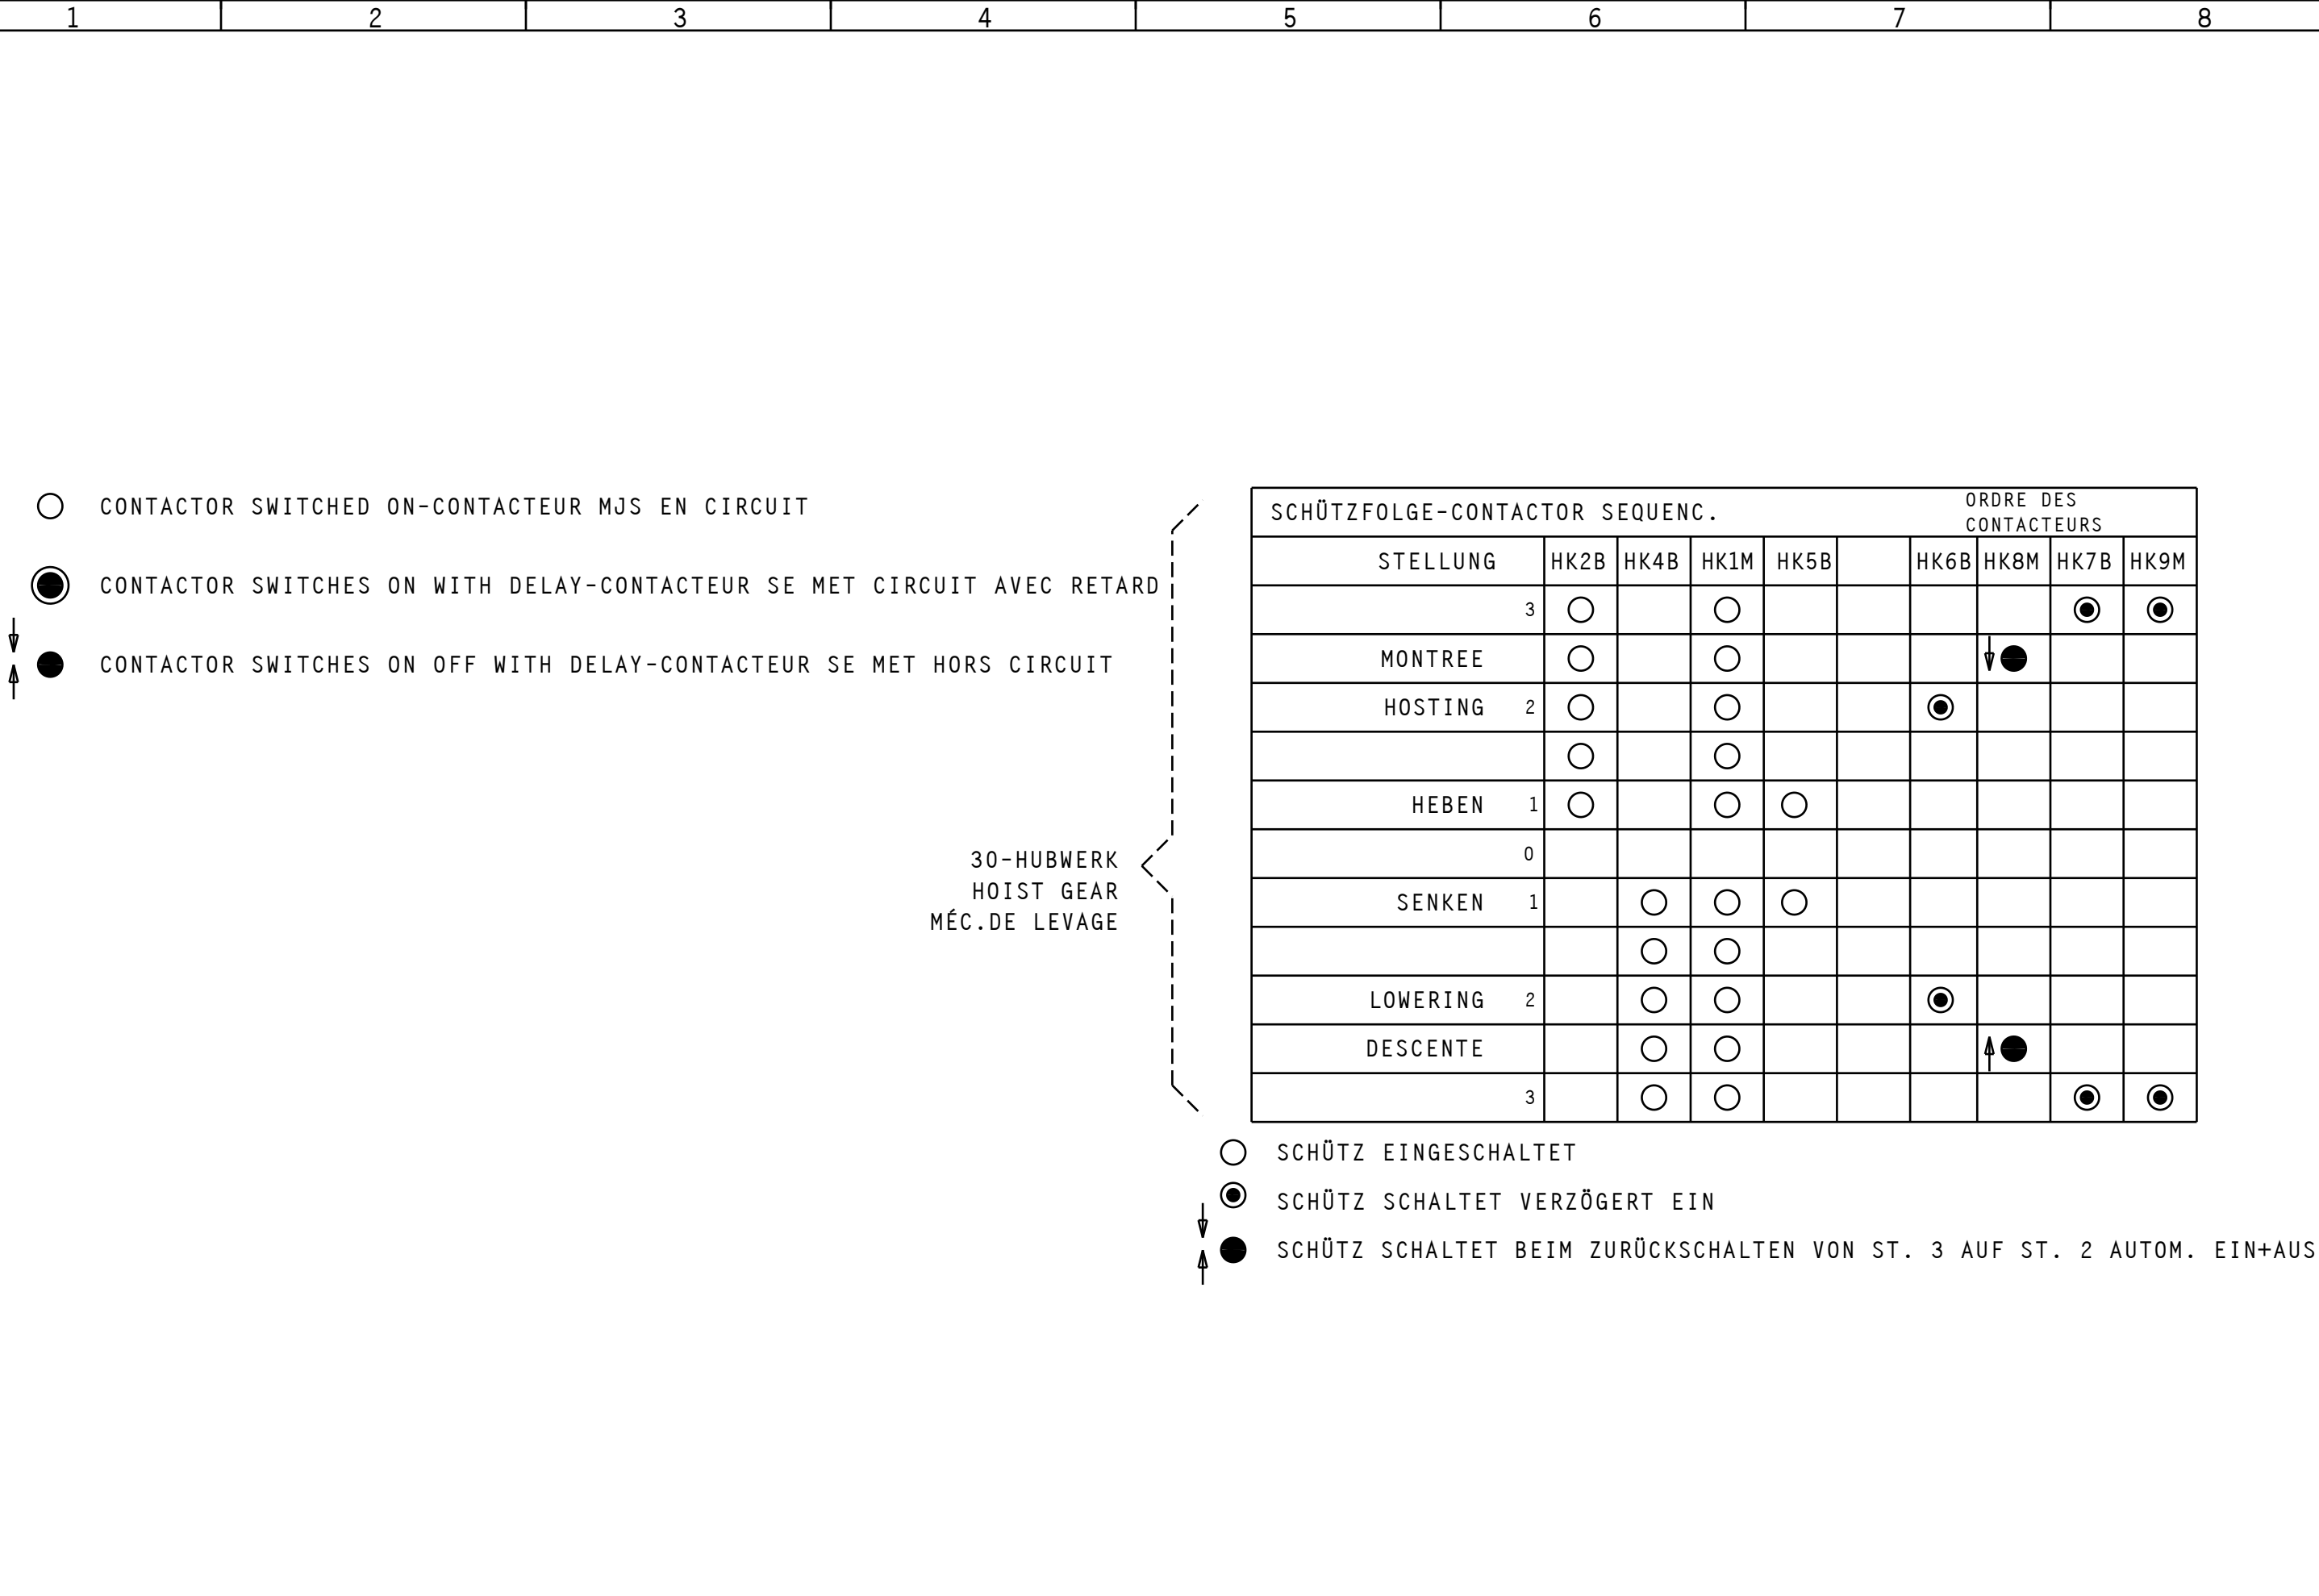 1 2 3 4 5 6 7 8
CONTACTOR SWITCHED ON-CONTACTEUR MJS EN CIRCUIT
CONTACTOR SWITCHES ON WITH DELAY-CONTACTEUR SE MET CIRCUIT AVEC RETARD
CONTACTOR SWITCHES ON OFF WITH DELAY-CONTACTEUR SE MET HORS CIRCUIT
30-HUBWERK
HOIST GEAR
MÉC.DE LEVAGE
SCHÜTZFOLGE-CONTACTOR SEQUENC.
ORDRE DES
CONTACTEURS
STELLUNG HK2B HK4B HK1M HK5B HK6B HK8M HK7B HK9M
3
MONTREE
HOSTING 2
HEBEN 1
0
SENKEN 1
LOWERING 2
DESCENTE
3
SCHÜTZ EINGESCHALTET
SCHÜTZ SCHALTET VERZÖGERT EIN
SCHÜTZ SCHALTET BEIM ZURÜCKSCHALTEN VON ST. 3 AUF ST. 2 AUTOM. EIN+AUS